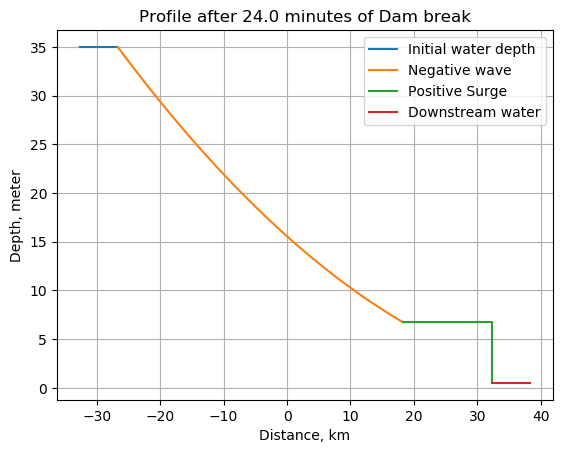 Profile after 24.0 minutes of Dam break
Initial water depth
Negative wave
Positive Surge
Downstream water
Depth, meter
35
30
25
20
15
10
5
0
−30
−20
−10
0
10
20
30
40
Distance, km